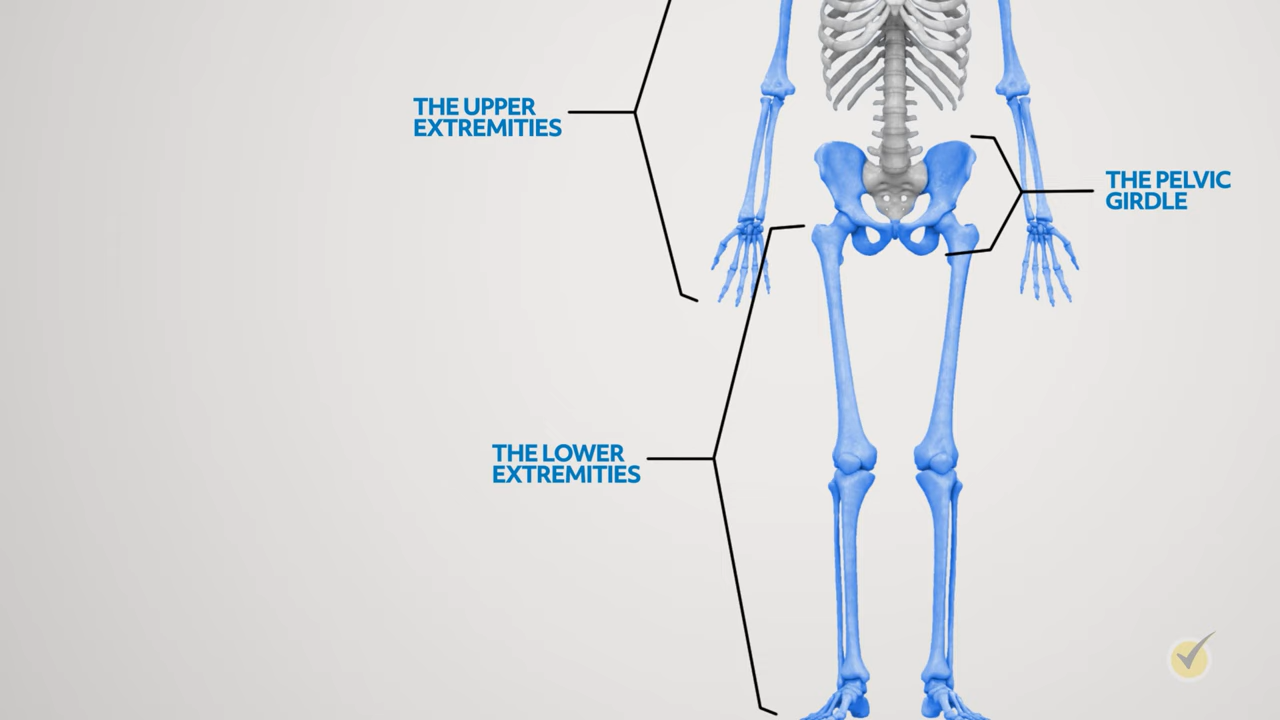 THE UPPER
EXTREMITIES
THE PELVIC
GIRDLE
THE LOWER
EXTREMITIES